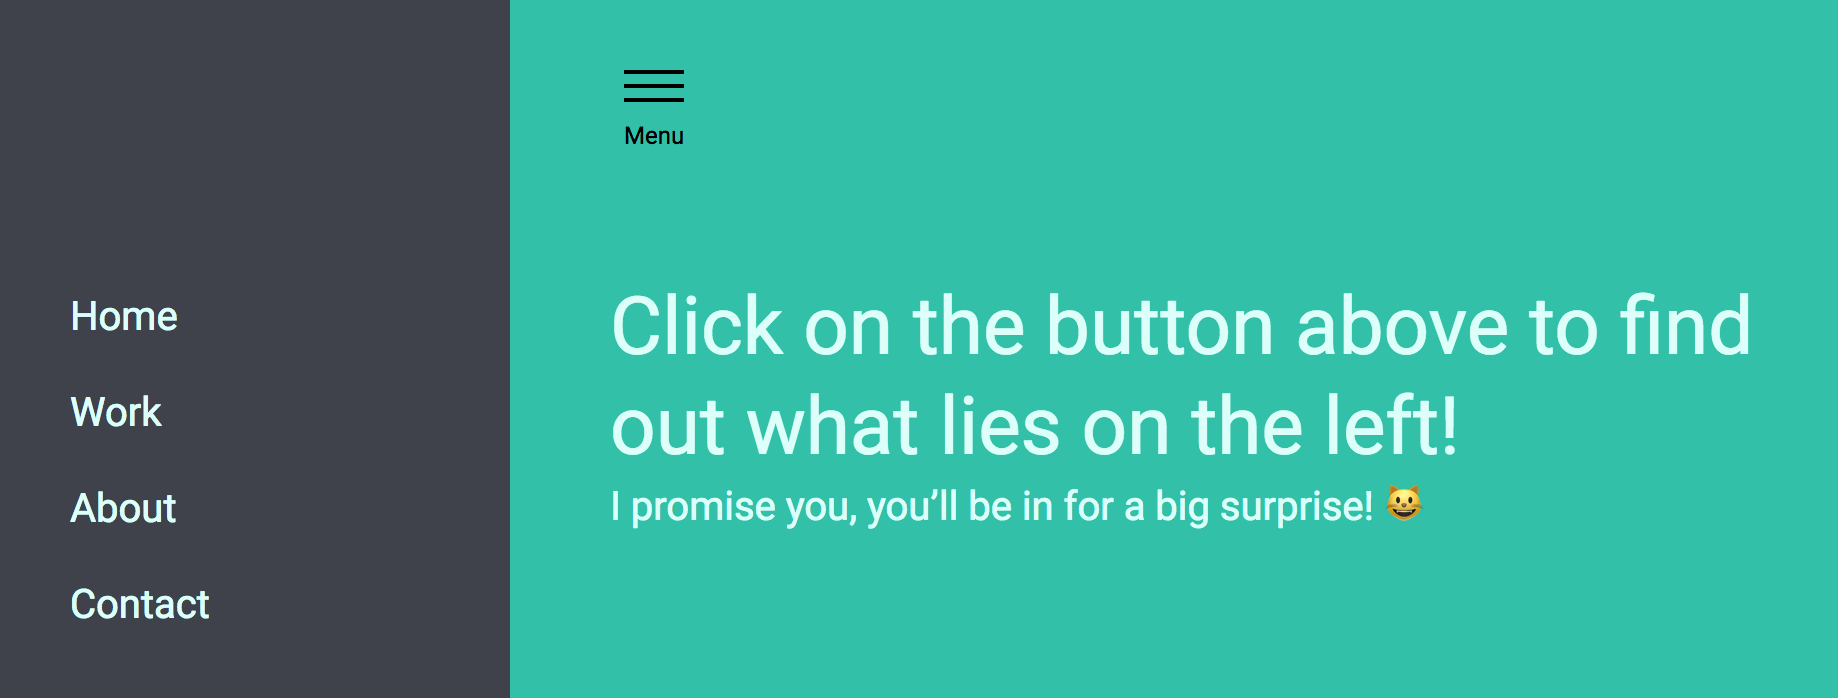 Menu
Home
Work
About
Contact
Click on the button above to find
out what lies on the left!
I promise you, you’ll be in for a big surprise! 😺